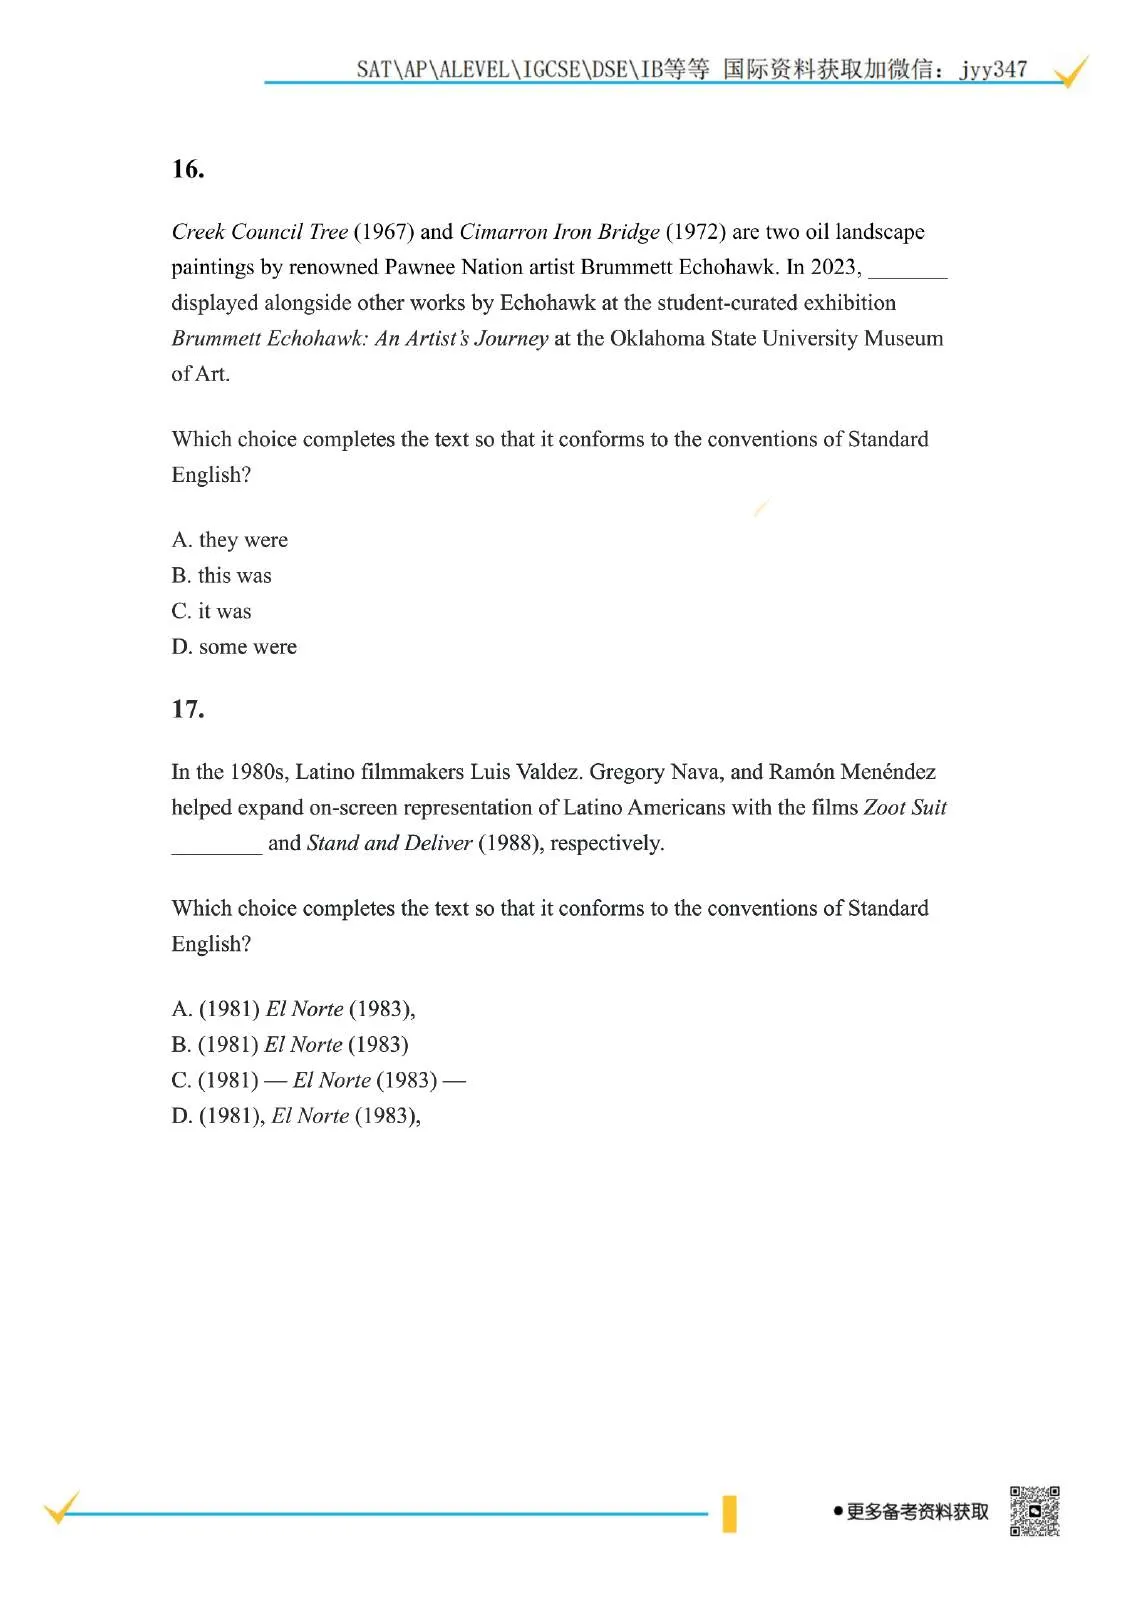 SAT\AP\ALEVEL\IGCSE\DSE\IB等等 国际资料获取加微信：jyy347
16.
Creek Council Tree (1967) and Cimarron Iron Bridge (1972) are two oil landscape
paintings by renowned Pawnee Nation artist Brummett Echohawk. In 2023, _______
displayed alongside other works by Echohawk at the student-curated exhibition
Brummett Echohawk: An Artist’s Journey at the Oklahoma State University Museum
of Art.
Which choice completes the text so that it conforms to the conventions of Standard
English?
A. they were
B. this was
C. it was
D. some were
17.
In the 1980s, Latino filmmakers Luis Valdez. Gregory Nava, and Ramón Menéndez
helped expand on-screen representation of Latino Americans with the films Zoot Suit
________ and Stand and Deliver (1988), respectively.
Which choice completes the text so that it conforms to the conventions of Standard
English?
A. (1981) El Norte (1983),
B. (1981) El Norte (1983)
C. (1981) — El Norte (1983) —
D. (1981), El Norte (1983),
●更多备考资料获取